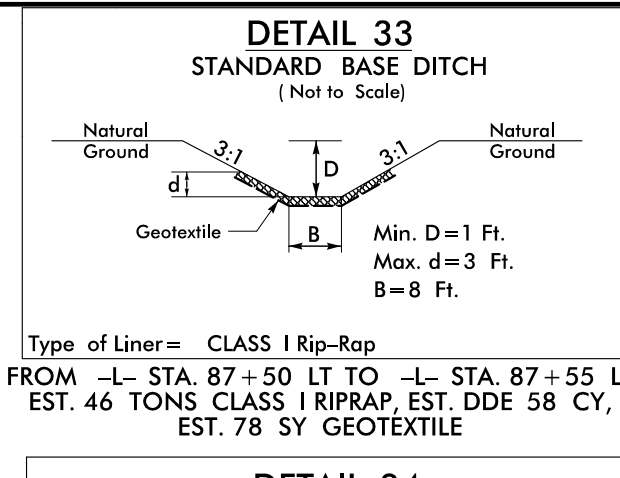 DETAIL 33
STANDARD BASE DITCH
( Not to Scale)
Natural
Ground
3:1
D
3:1
Natural
Ground
d
Geotextile
B
Min. D=1 Ft.
Max. d=3 Ft.
B=8 Ft.
Type of Liner= CLASS I Rip-Rap
FROM -L- STA. 87+50 LT TO -L- STA. 87+55 L
EST. 46 TONS CLASS I RIPRAP, EST. DDE 58 CY,
EST. 78 SY GEOTEXTILE